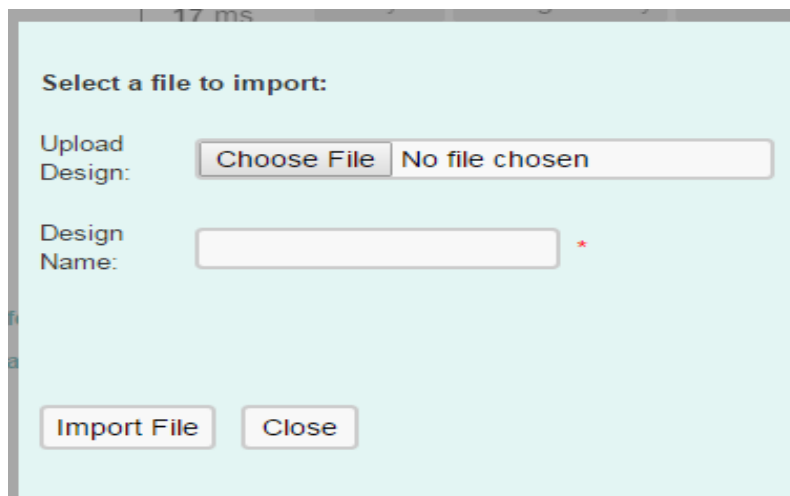 17 ms
Select a file to import:
Upload
Design:
Choose File No file chosen
Design
Name:
*
Import File Close